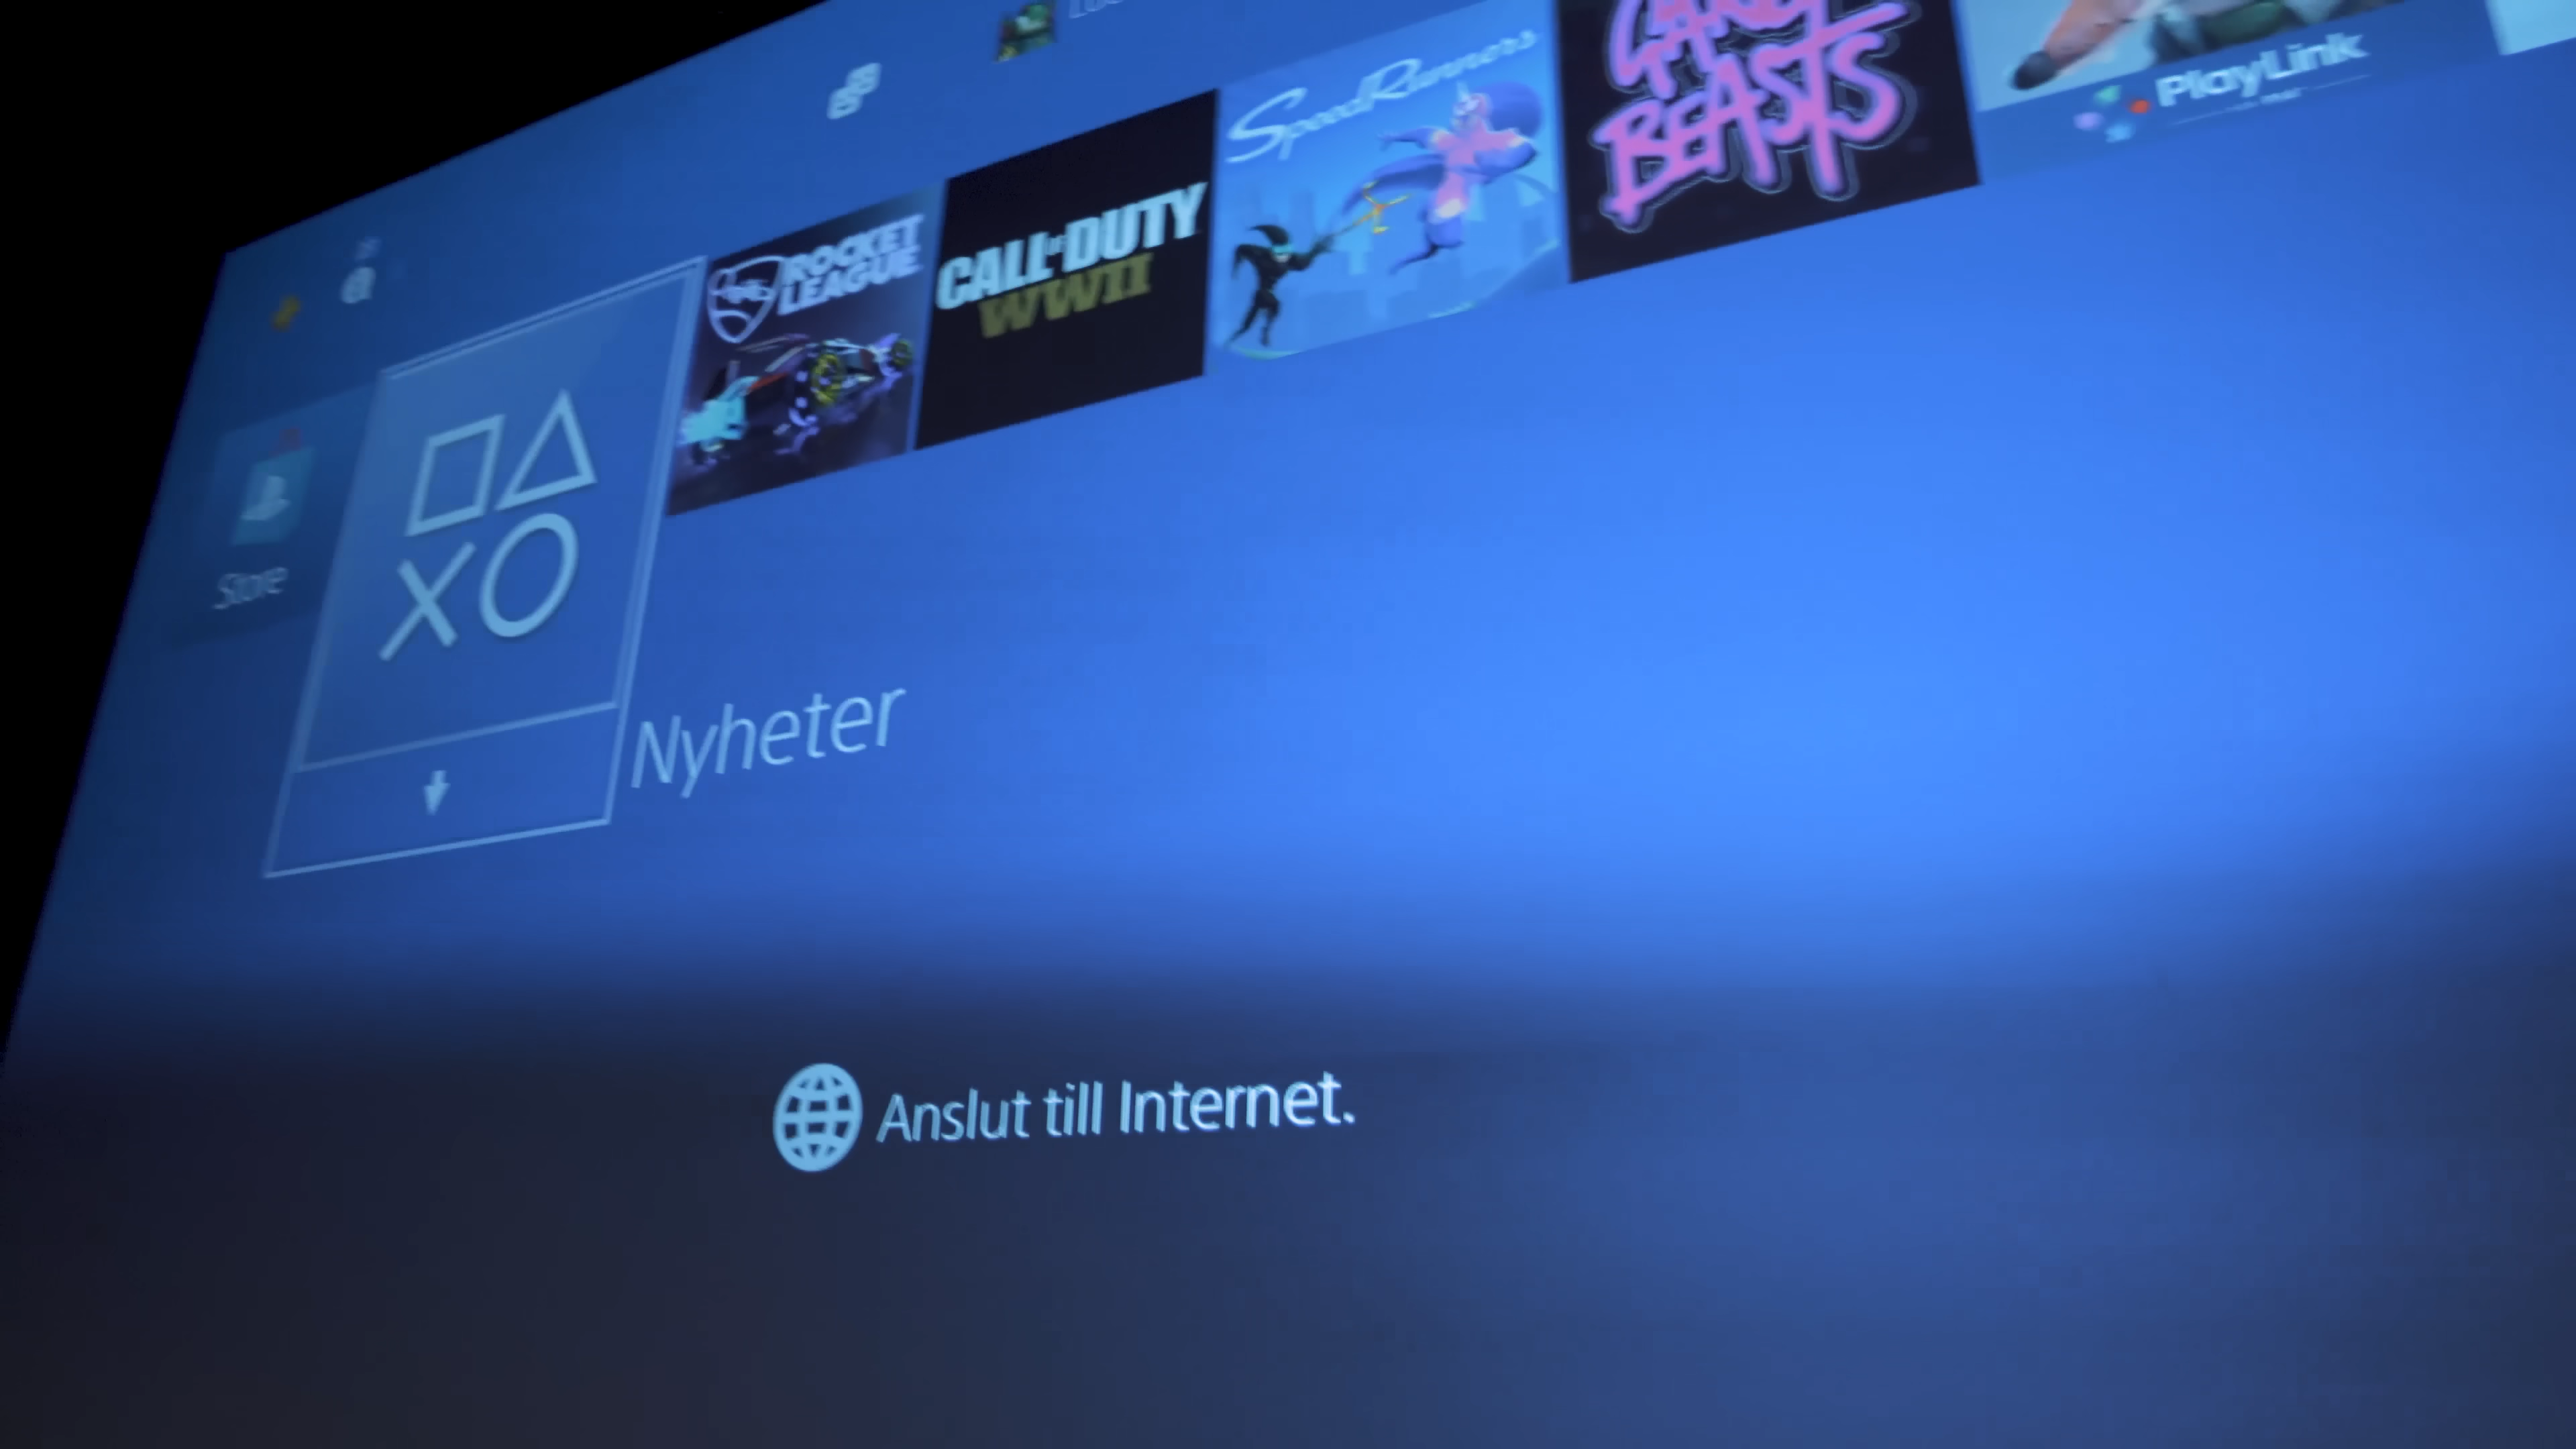 SpeedRunners
BEASTS
PlayLink
ROCKET
LEAGUE
CALL OF DUTY
WWII
Store
Nyheter
Anslut till Internet.